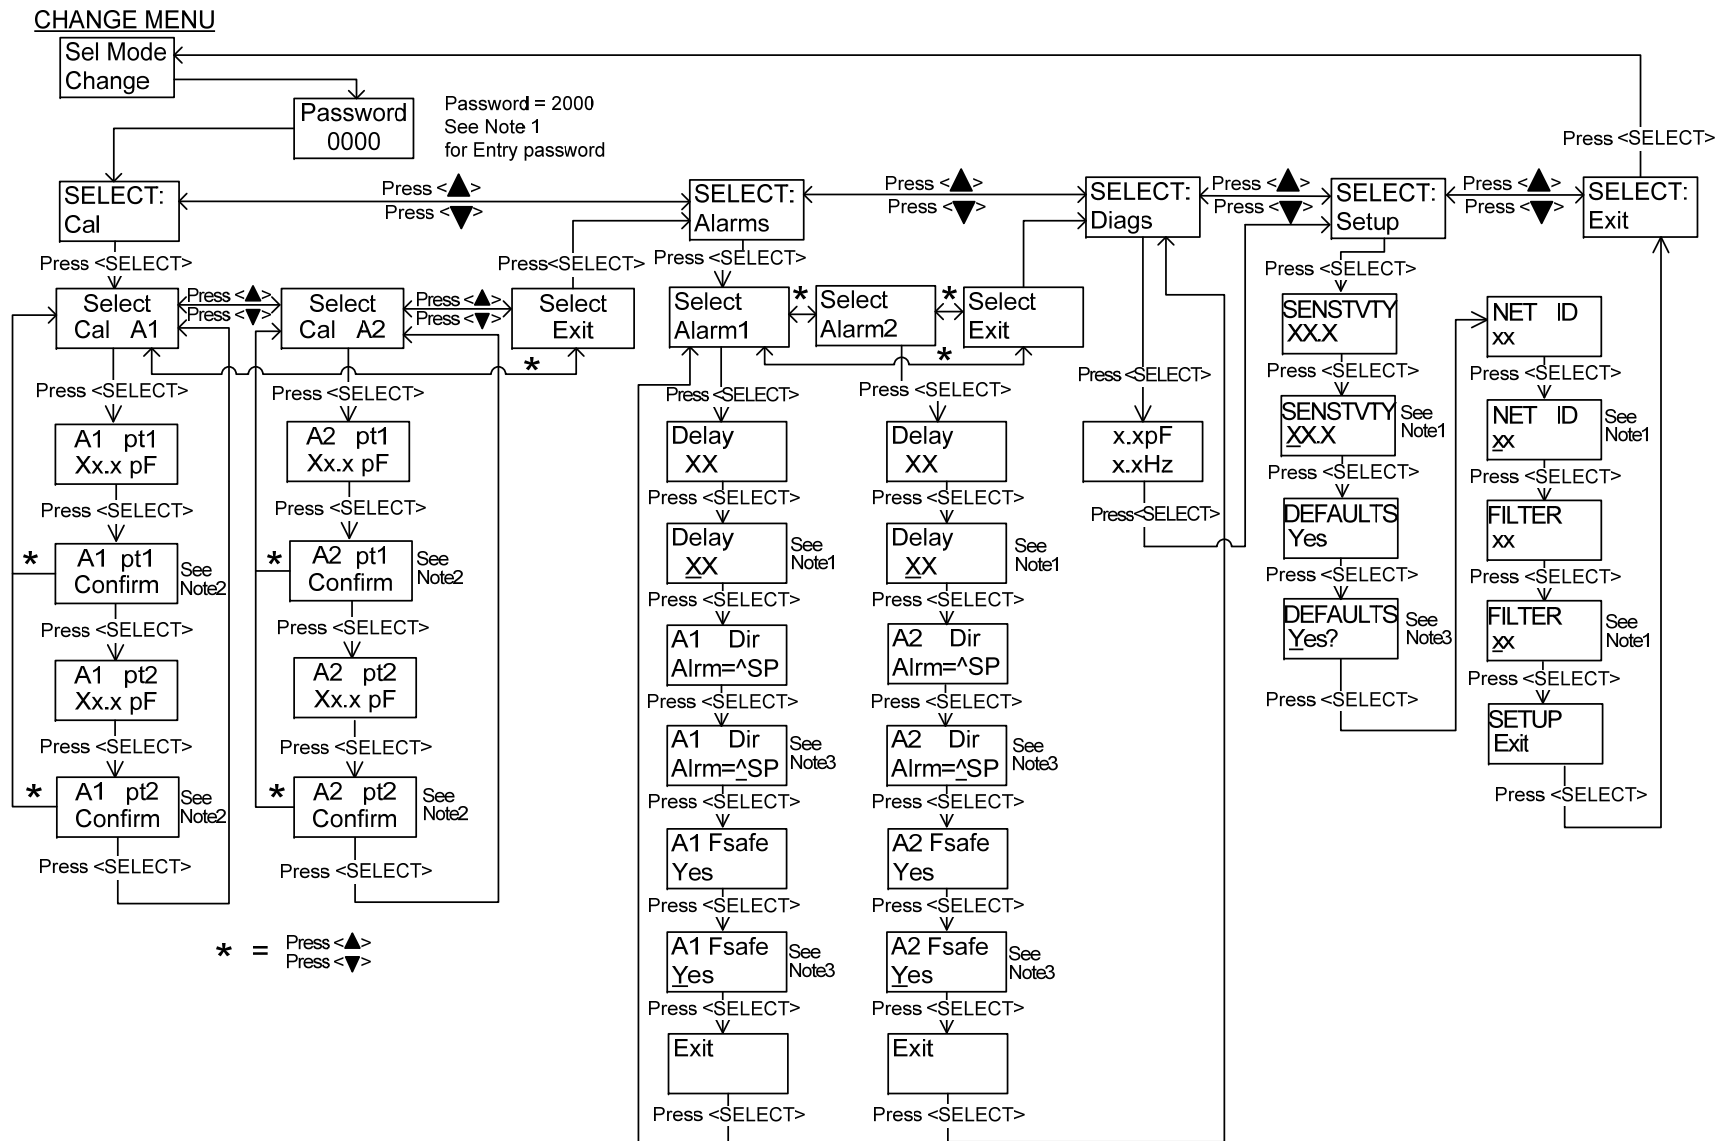 CHANGE MENU
Sel Mode
Change
Password
0000
Password = 2000
See Note 1
for Entry password
Press <SELECT>
SELECT:
Cal
Press <▲>
Press <▼>
SELECT:
Alarms
Press <▲>
Press <▼>
SELECT:
Diags
Press <▲>
Press <▼>
SELECT:
Setup
Press <▲>
Press <▼>
SELECT:
Exit
Press <SELECT>
Select
Cal A1
Press <▲>
Press <▼>
Select
Cal A2
Press <▲>
Press <▼>
Select
Exit
Press<SELECT>
*
Press <SELECT>
A1 pt1
Xx.x pF
Press <SELECT>
*
A1 pt1
Confirm
See
Note2
Press <SELECT>
A1 pt2
Xx.x pF
Press <SELECT>
*
A1 pt2
Confirm
See
Note2
Press <SELECT>
Press <SELECT>
A2 pt1
Xx.x pF
Press <SELECT>
*
A2 pt1
Confirm
See
Note2
Press <SELECT>
A2 pt2
Xx.x pF
Press <SELECT>
*
A2 pt2
Confirm
See
Note2
Press <SELECT>
* = Press <▲>
Press <▼>
Press <SELECT>
Select
Alarm1
*
Select
Alarm2
*
Select
Exit
*
Press <SELECT>
Delay
XX
Press <SELECT>
Delay
XX
See
Note1
Press <SELECT>
A1 Dir
Alrm=^SP
Press <SELECT>
A1 Dir
Alrm=^SP
See
Note3
Press <SELECT>
A1 Fsafe
Yes
Press <SELECT>
A1 Fsafe
Yes
See
Note3
Press <SELECT>
Exit
Press <SELECT>
Press <SELECT>
Delay
XX
Press <SELECT>
Delay
XX
See
Note1
Press <SELECT>
A2 Dir
Alrm=^SP
Press <SELECT>
A2 Dir
Alrm=^SP
See
Note3
Press <SELECT>
A2 Fsafe
Yes
Press <SELECT>
A2 Fsafe
Yes
See
Note3
Press <SELECT>
Exit
Press <SELECT>
Press <SELECT>
x.xpF
x.xHz
Press<SELECT>
Press <SELECT>
SENSTVTY
XX.X
Press <SELECT>
SENSTVTY
XX.X
See
Note1
Press <SELECT>
DEFAULTS
Yes
Press <SELECT>
DEFAULTS
Yes?
See
Note3
Press <SELECT>
NET ID
xx
Press <SELECT>
NET ID
xx
See
Note1
Press <SELECT>
FILTER
xx
Press <SELECT>
FILTER
xx
See
Note1
Press <SELECT>
SETUP
Exit
Press <SELECT>